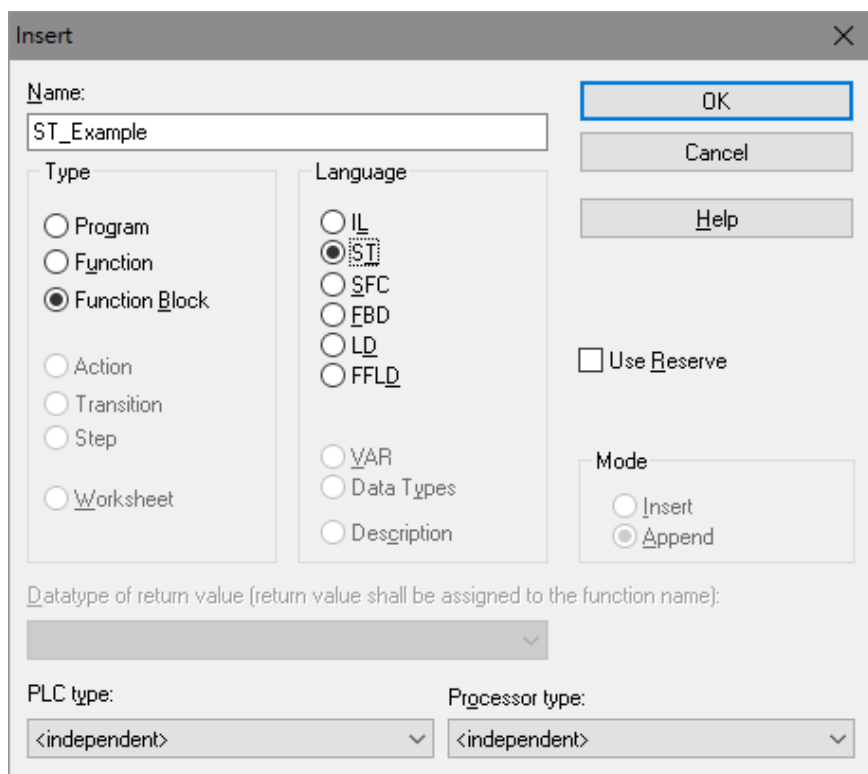 Insert
Name:
ST_Example
OK
Cancel
Help
Type
Program
Function
Function Block
Action
Transition
Step
Worksheet
Language
IL
ST
SFC
FBD
LD
FFLD
VAR
Data Types
Description
Use Reserve
Mode
Insert
Append
Datatype of return value (return value shall be assigned to the function name):
PLC type:
<independent>
Processor type:
<independent>